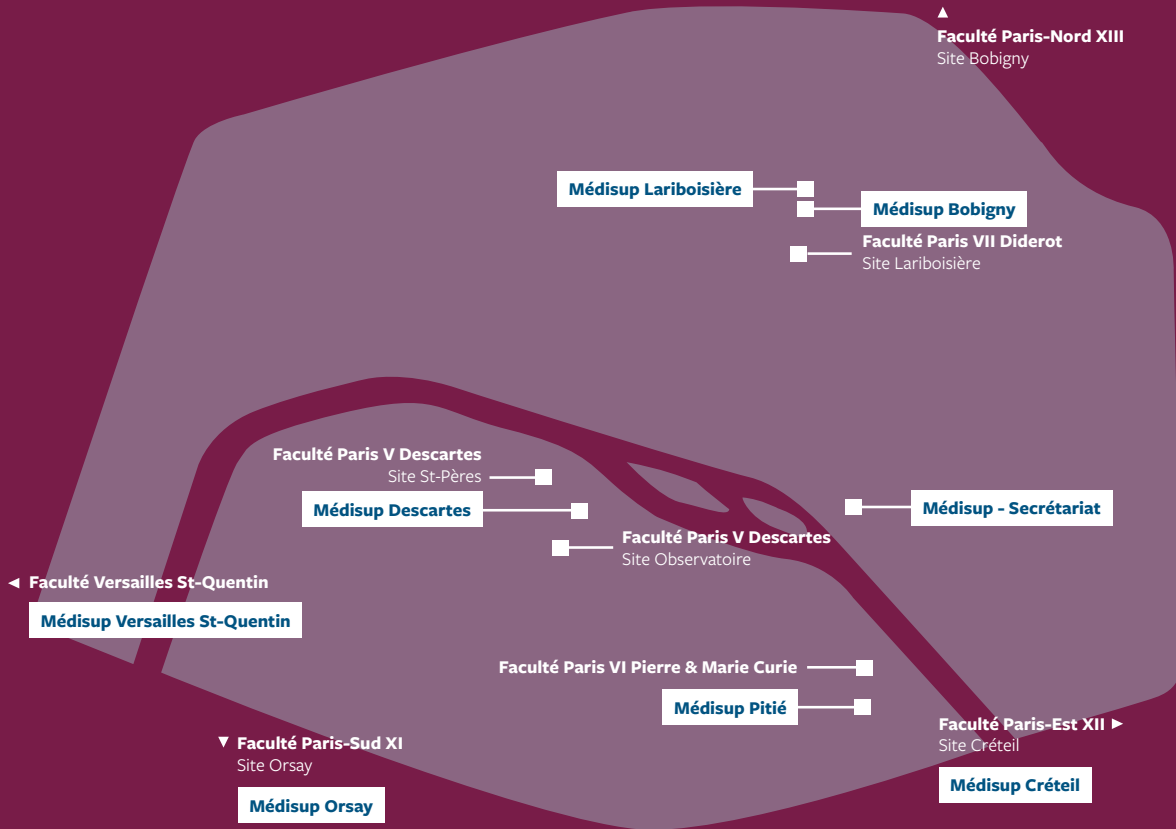 Faculté Paris-Nord XIII
Site Bobigny
Médisup Lariboisière
Médisup Bobigny
Faculté Paris VII Diderot
Site Lariboisière
Faculté Paris V Descartes
Site St-Pères
Médisup Descartes
Médisup - Secrétariat
Faculté Paris V Descartes
Site Observatoire
Faculté Versailles St-Quentin
Médisup Versailles St-Quentin
Faculté Paris VI Pierre & Marie Curie
Médisup Pitié
Faculté Paris-Est XII
Site Créteil
Médisup Créteil
Faculté Paris-Sud XI
Site Orsay
Médisup Orsay